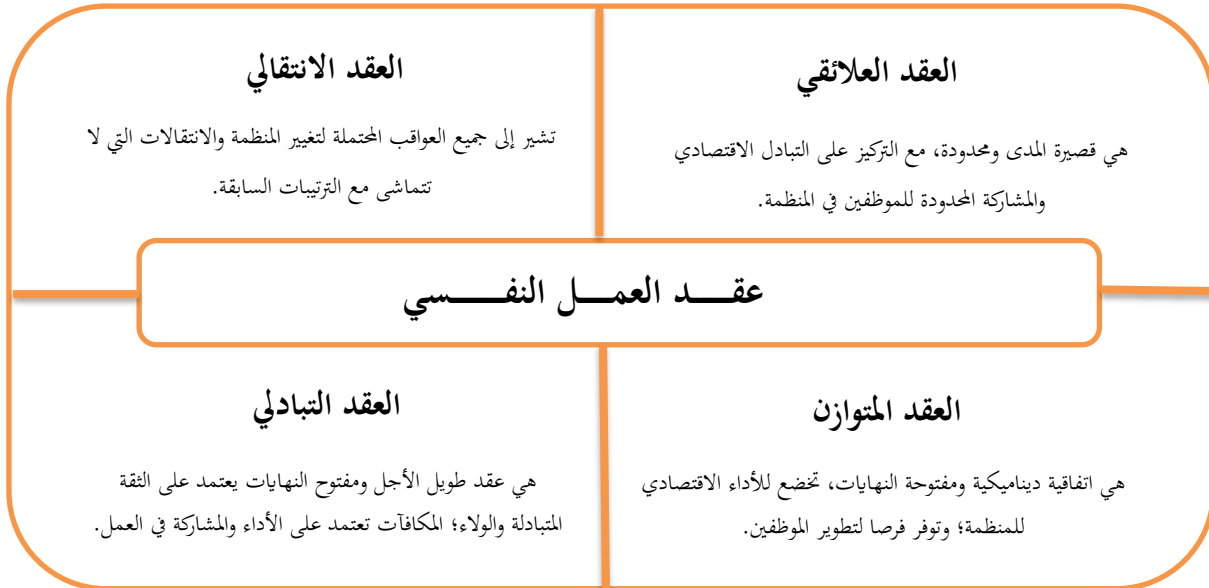 العقد العلائقي
هي قصيرة المدى ومحدودة، مع التركيز على التبادل الاقتصادي
والمشاركة المحدودة للموظفين في المنظمة.
العقد الانتقالي
تشير إلى جميع العواقب المحتملة لتغيير المنظمة والانتقالات التي لا
تتماشى مع الترتيبات السابقة.
عقــــد العمــــل النفــــــسي
العقد المتوازن
هي اتفاقية ديناميكية ومفتوحة النهايات، تخضع للأداء الاقتصادي
للمنظمة؛ وتوفر فرصا لتطوير الموظفين.
العقد التبادلي
هي عقد طويل الأجل ومفتوح النهايات يعتمد على الثقة
المتبادلة والولاء؛ المكافآت تعتمد على الأداء والمشاركة في العمل.